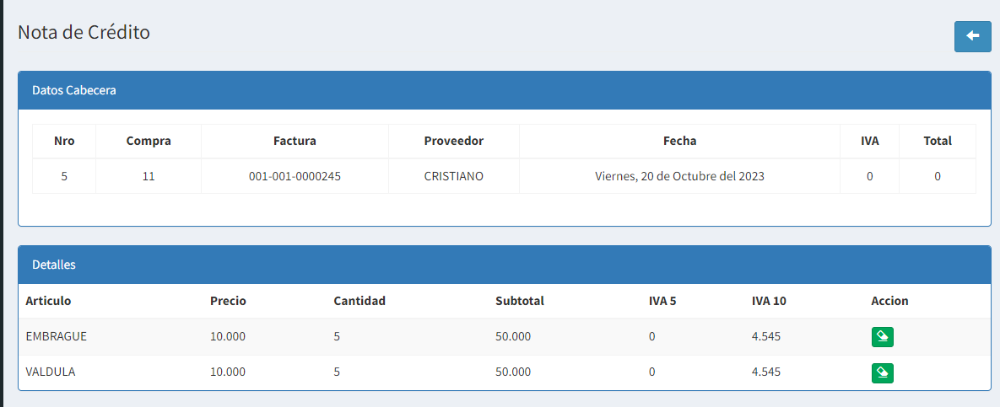 Nota de Crédito
Datos Cabecera
Nro Compra Factura Proveedor Fecha IVA Total
5 11 001-001-0000245 CRISTIANO Viernes, 20 de Octubre del 2023 0 0
Detalles
Articulo Precio Cantidad Subtotal IVA 5 IVA 10 Accion
EMBRAGUE 10.000 5 50.000 0 4.545
VALDULA 10.000 5 50.000 0 4.545